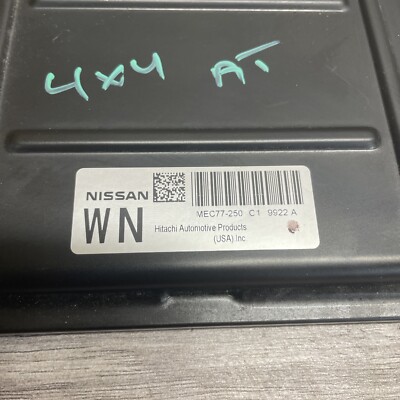 4x4 AT
NISSAN
MEC77-250 C1 9922 A
WN
Hitachi Automotive Products
(USA) Inc